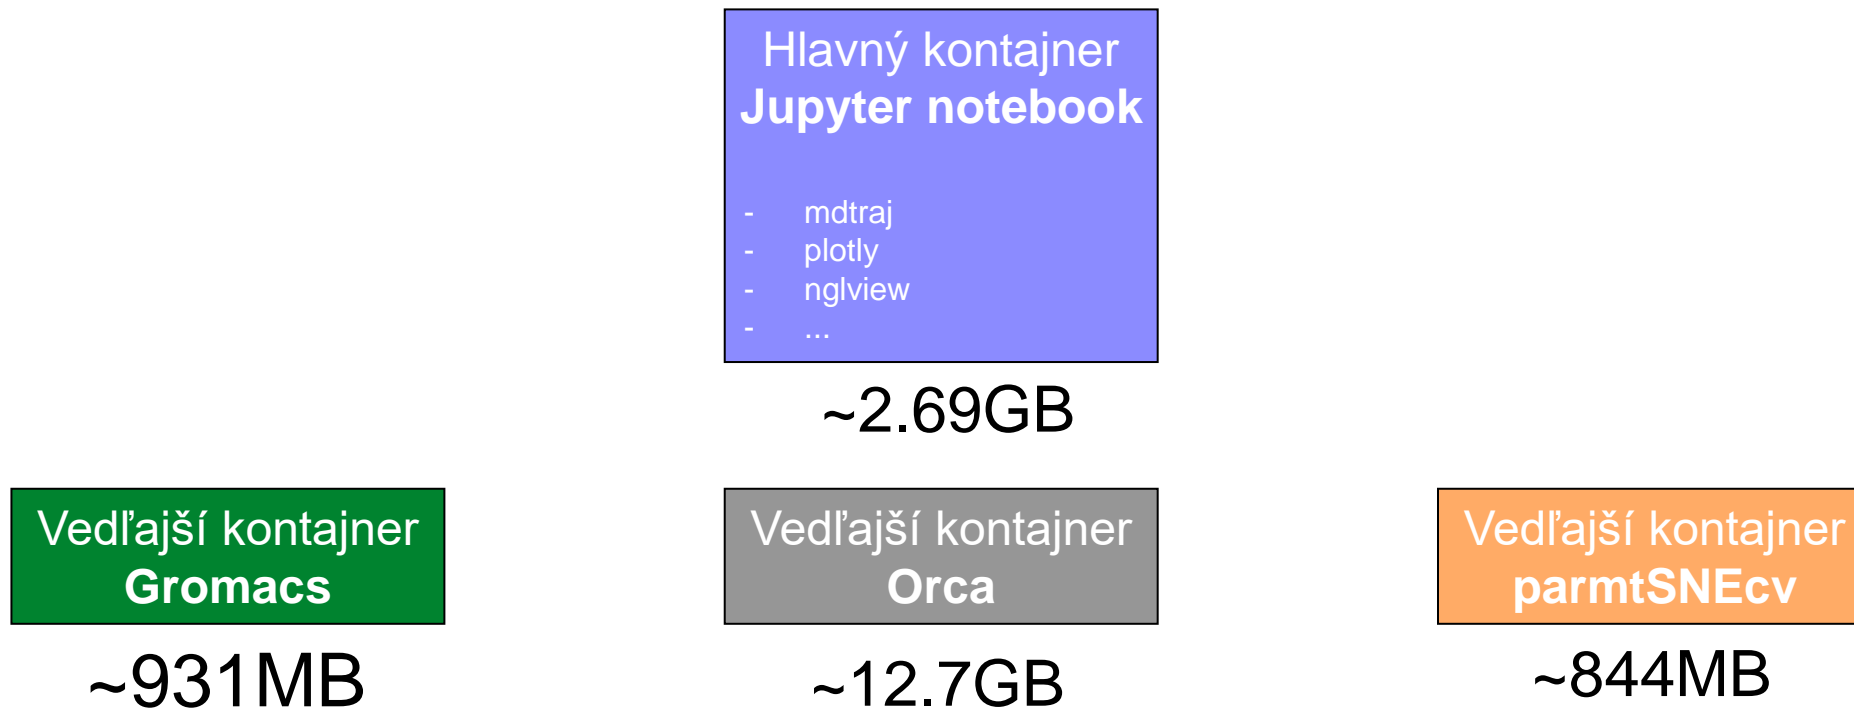 Hlavný kontajner
Jupyter notebook
- mdtraj
- plotly
- nglview
- ...
~2.69GB
Vedľajší kontajner
Gromacs
~931MB
Vedľajší kontajner
Orca
~12.7GB
Vedľajší kontajner
parmtSNEcv
~844MB